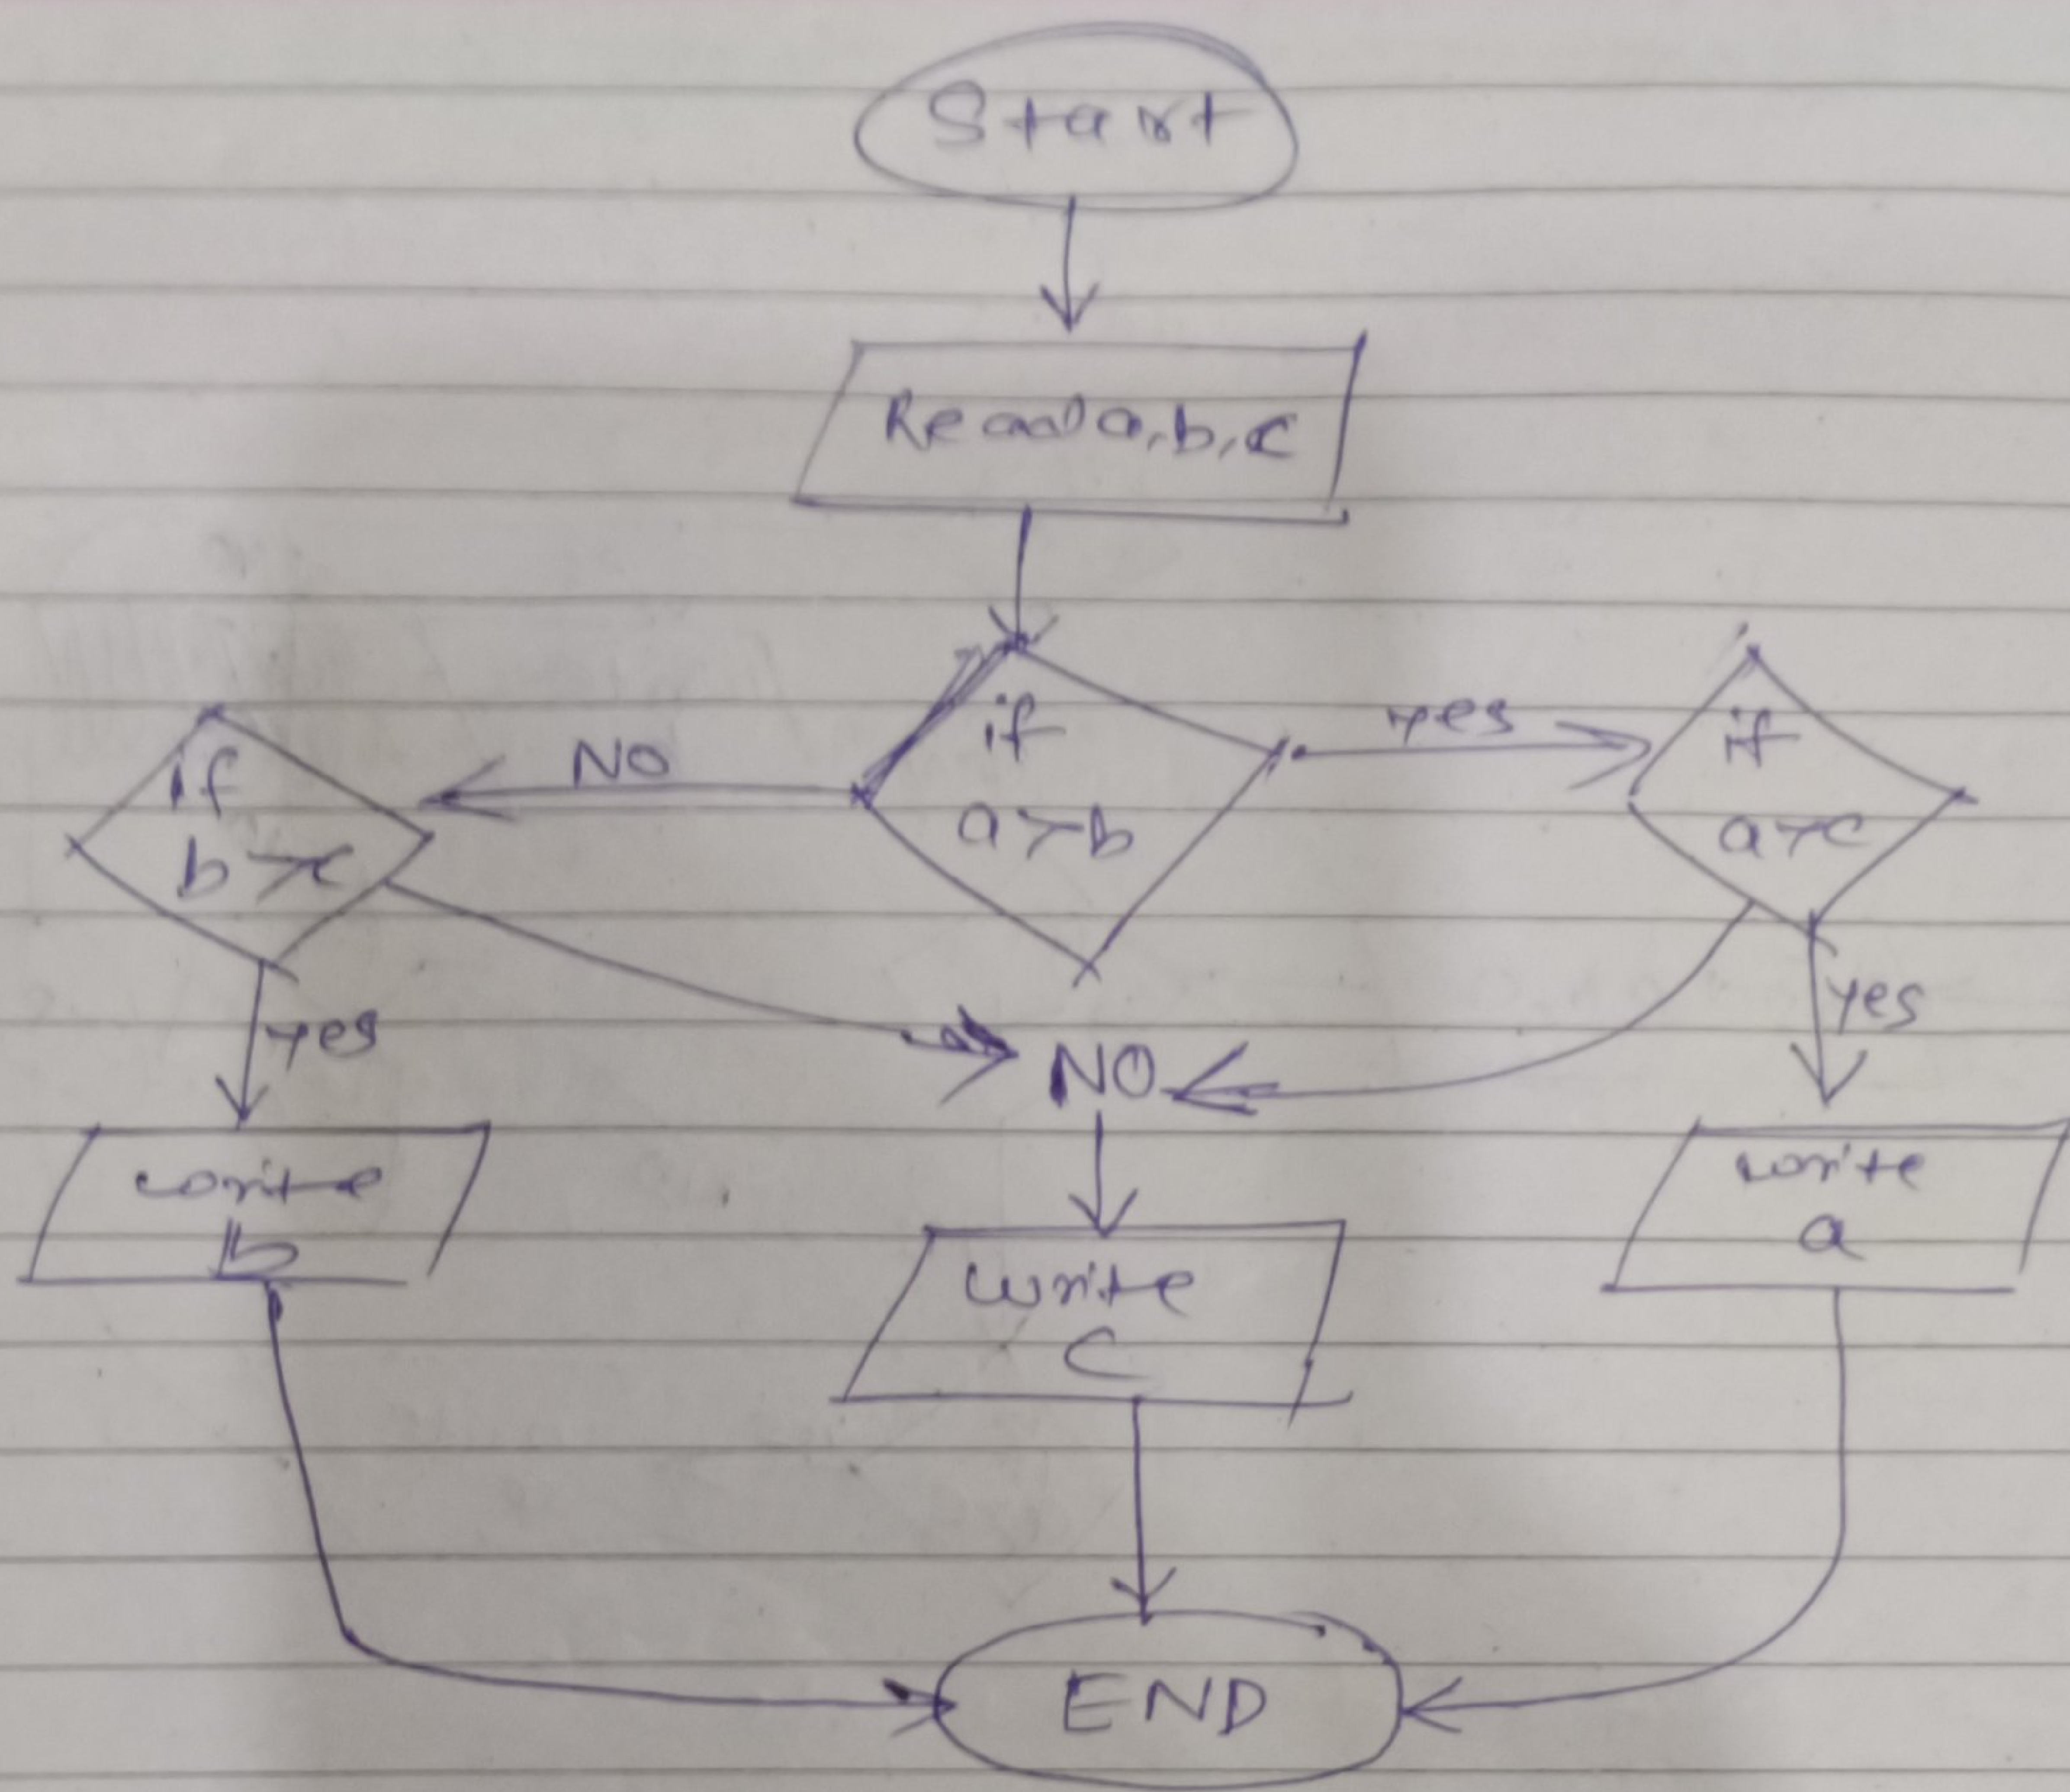 Start
Read a, b, c
if
a>b
NO
yes
if
b>c
if
a>c
yes
NO
yes
write
b
write
c
write
a
END